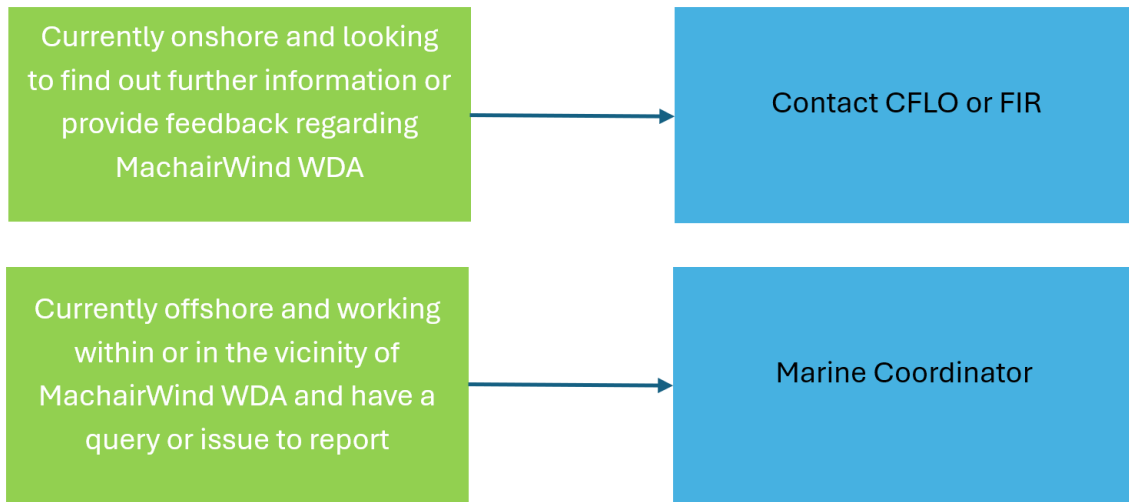 Currently onshore and looking
to find out further information or
provide feedback regarding
MachairWind WDA
Contact CFLO or FIR
Currently offshore and working
within or in the vicinity of
MachairWind WDA and have a
query or issue to report
Marine Coordinator